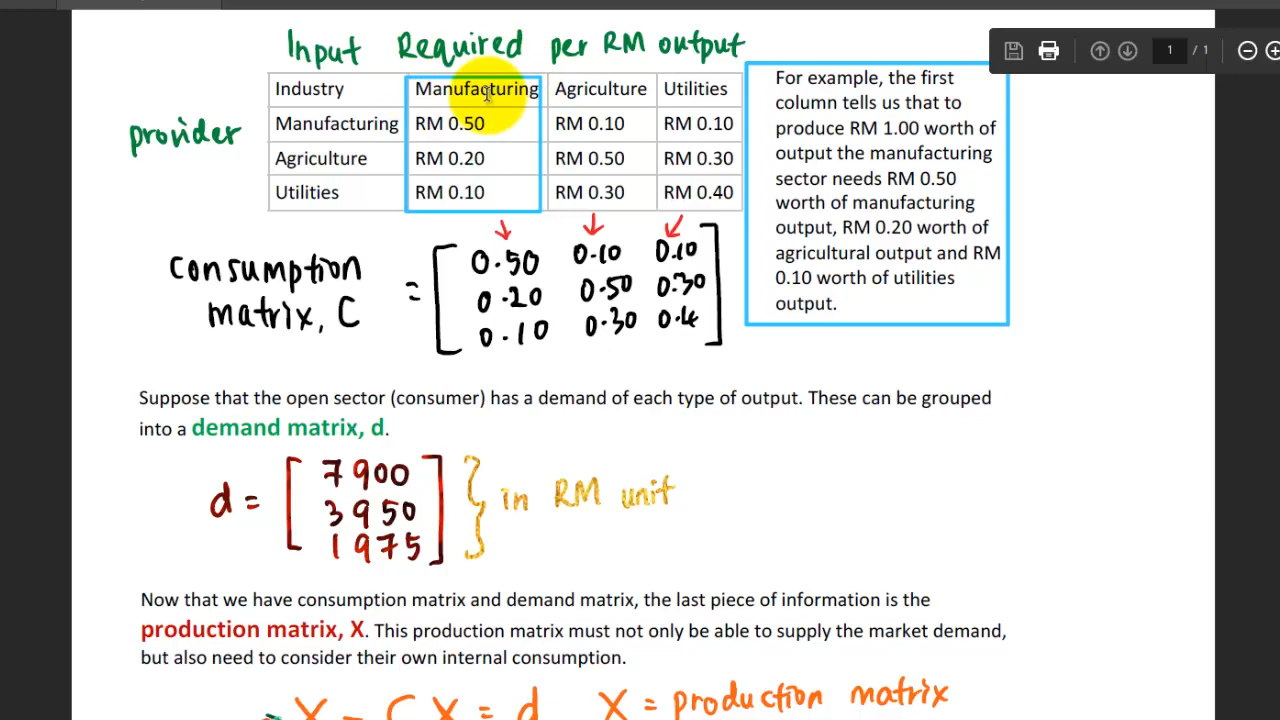 1 / 1
Input Required per RM output
Industry Manufacturing Agriculture Utilities
provider
Manufacturing RM 0.50 RM 0.10 RM 0.10
Agriculture RM 0.20 RM 0.50 RM 0.30
Utilities RM 0.10 RM 0.30 RM 0.40
For example, the first
column tells us that to
produce RM 1.00 worth of
output the manufacturing
sector needs RM 0.50
worth of manufacturing
output, RM 0.20 worth of
agricultural output and RM
0.10 worth of utilities
output.
consumption
matrix, C =
0.50 0.10 0.10
0.20 0.50 0.30
0.10 0.30 0.4
Suppose that the open sector (consumer) has a demand of each type of output. These can be grouped
into a demand matrix, d.
d =
7900
3950
1975
in RM unit
Now that we have consumption matrix and demand matrix, the last piece of information is the
production matrix, X. This production matrix must not only be able to supply the market demand,
but also need to consider their own internal consumption.
X - CX = d X = production matrix